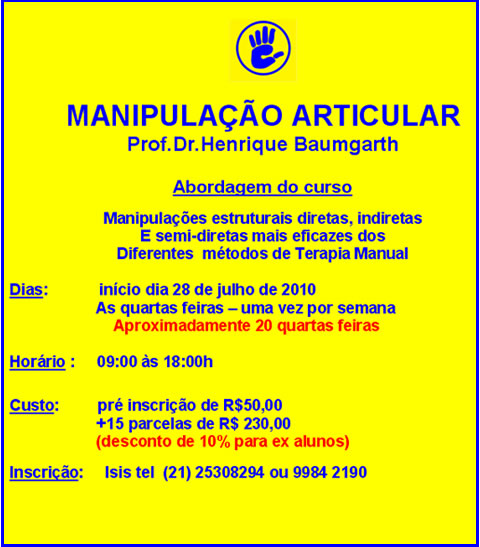 MANIPULAÇÃO ARTICULAR
Prof.Dr.Henrique Baumgarth
Abordagem do curso
Manipulações estruturais diretas, indiretas
E semi-diretas mais eficazes dos
Diferentes métodos de Terapia Manual
Dias: início dia 28 de julho de 2010
As quartas feiras – uma vez por semana
Aproximadamente 20 quartas feiras
Horário : 09:00 às 18:00h
Custo: pré inscrição de R$50,00
+15 parcelas de R$ 230,00
(desconto de 10% para ex alunos)
Inscrição: Isis tel (21) 25308294 ou 9984 2190